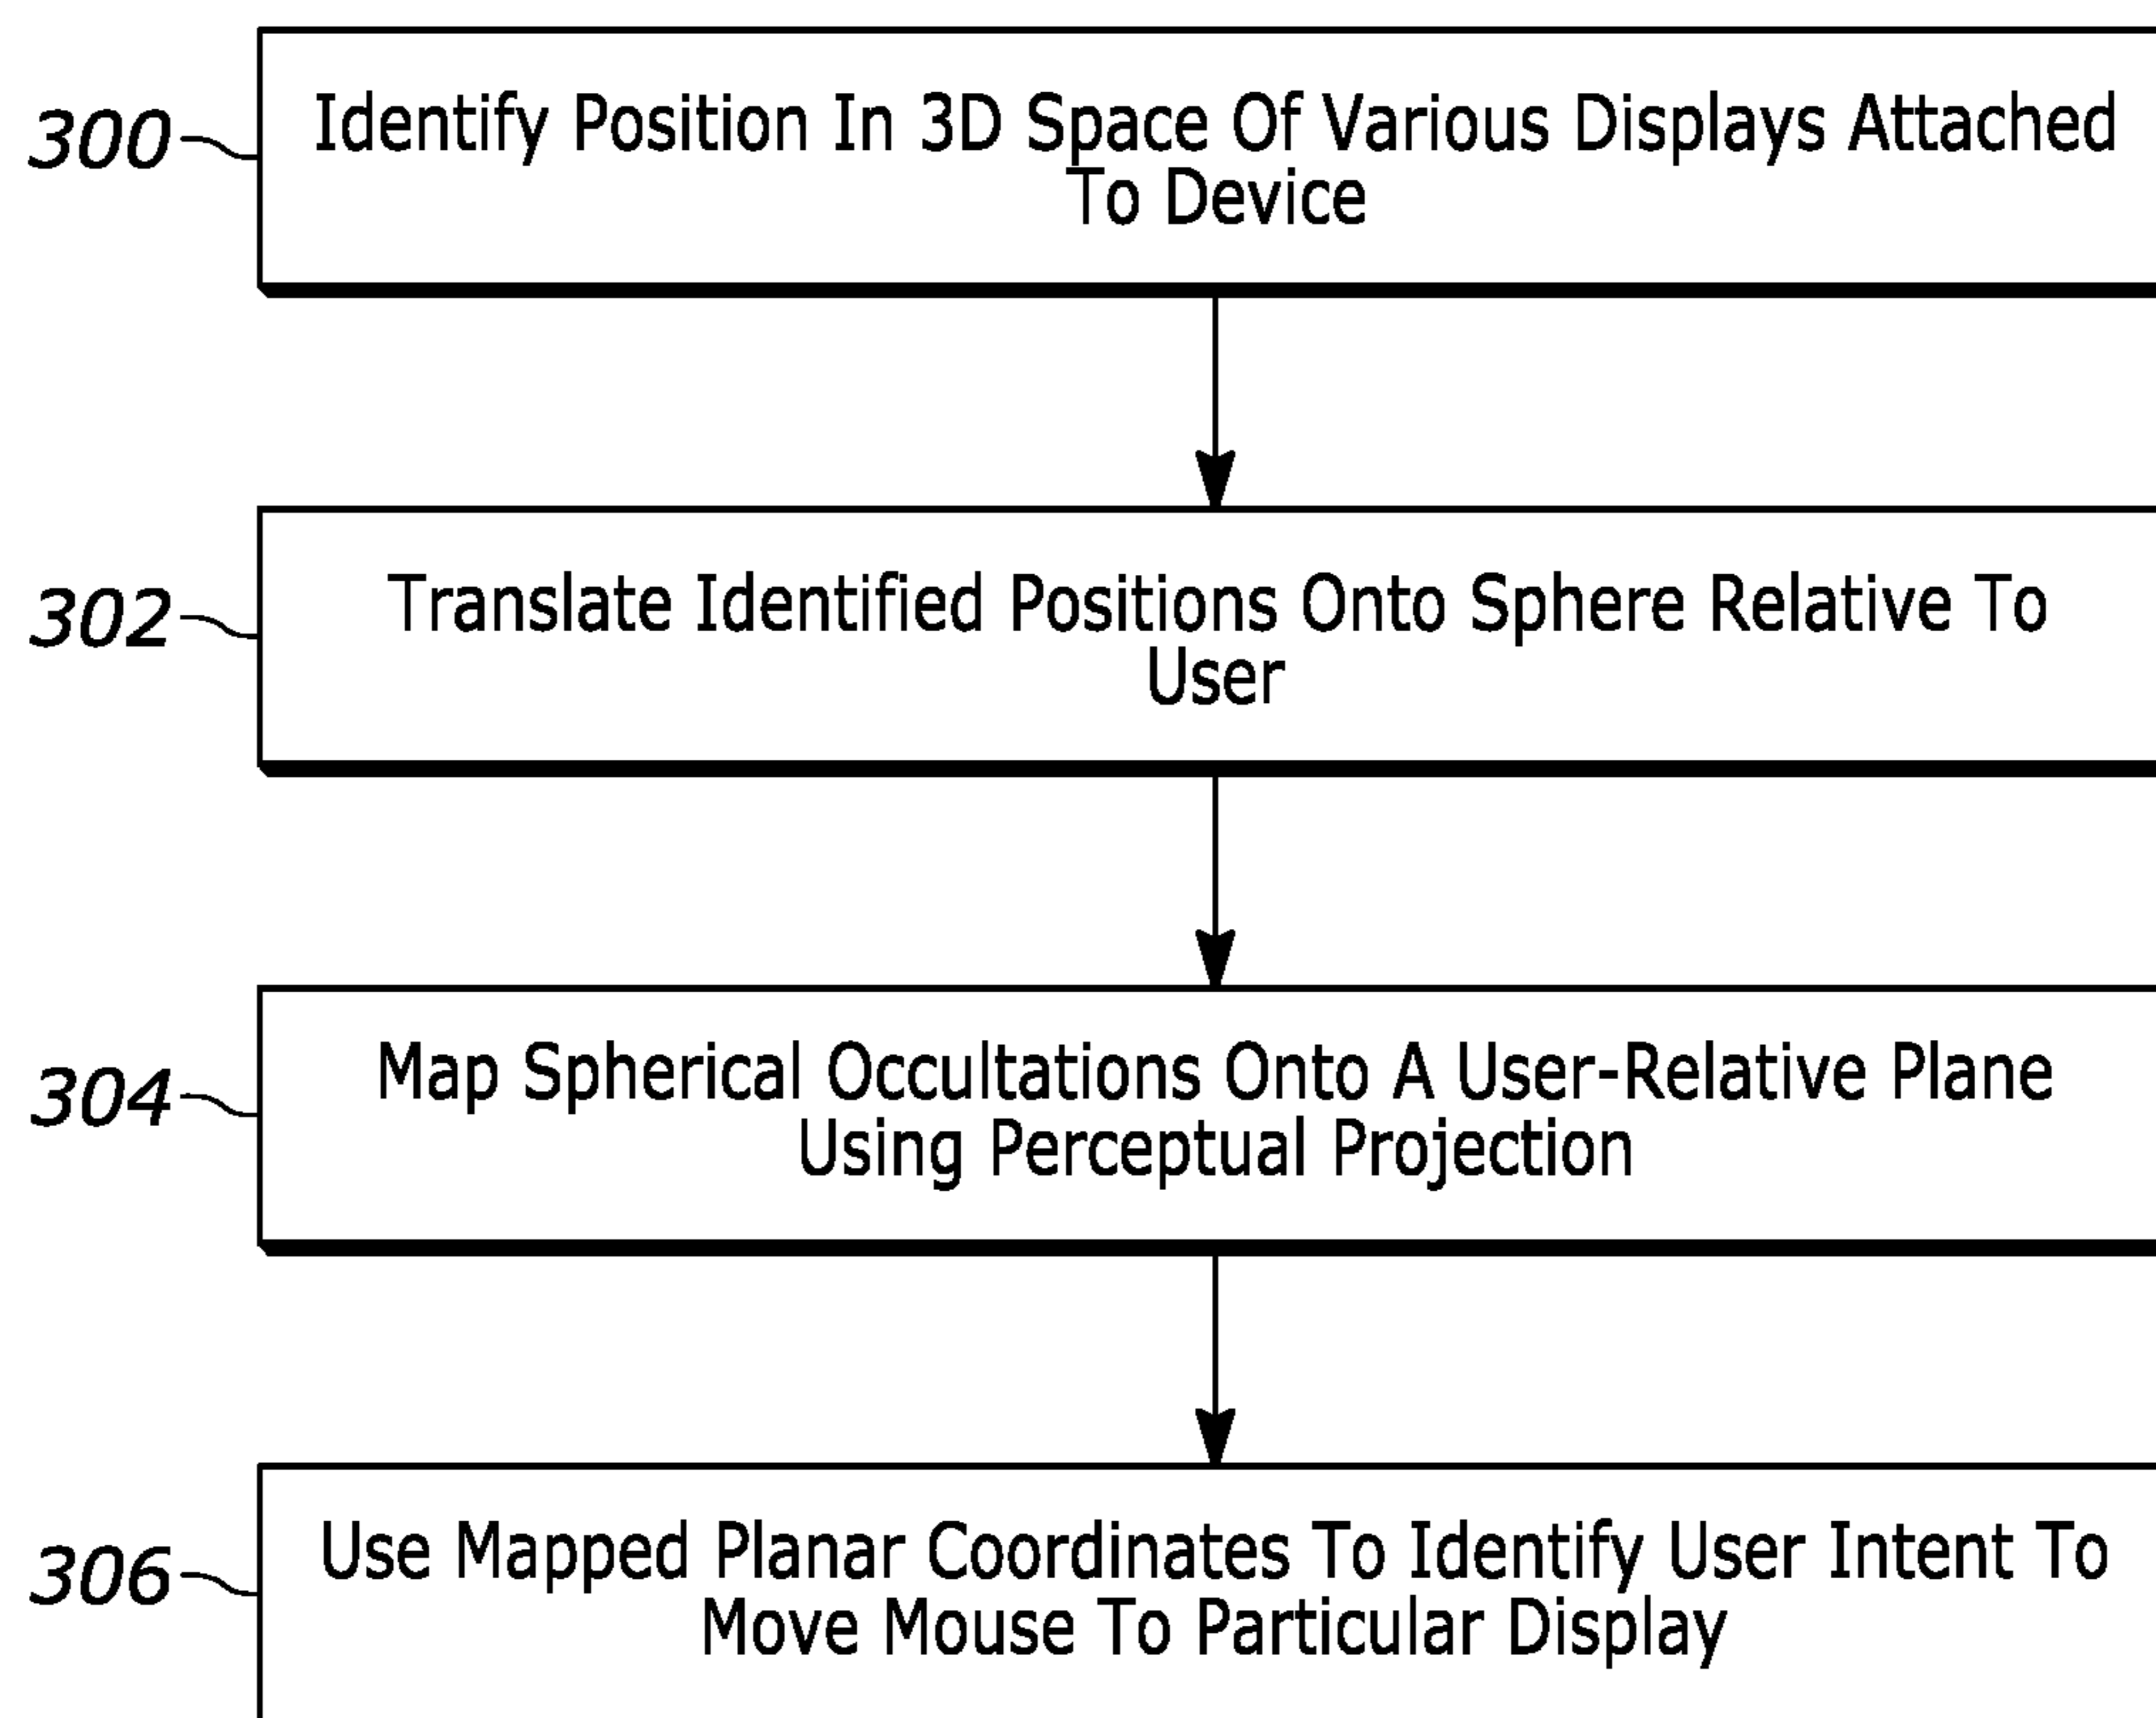 300
Identify Position In 3D Space Of Various Displays Attached
To Device
302
Translate Identified Positions Onto Sphere Relative To
User
304
Map Spherical Occultations Onto A User-Relative Plane
Using Perceptual Projection
306
Use Mapped Planar Coordinates To Identify User Intent To
Move Mouse To Particular Display